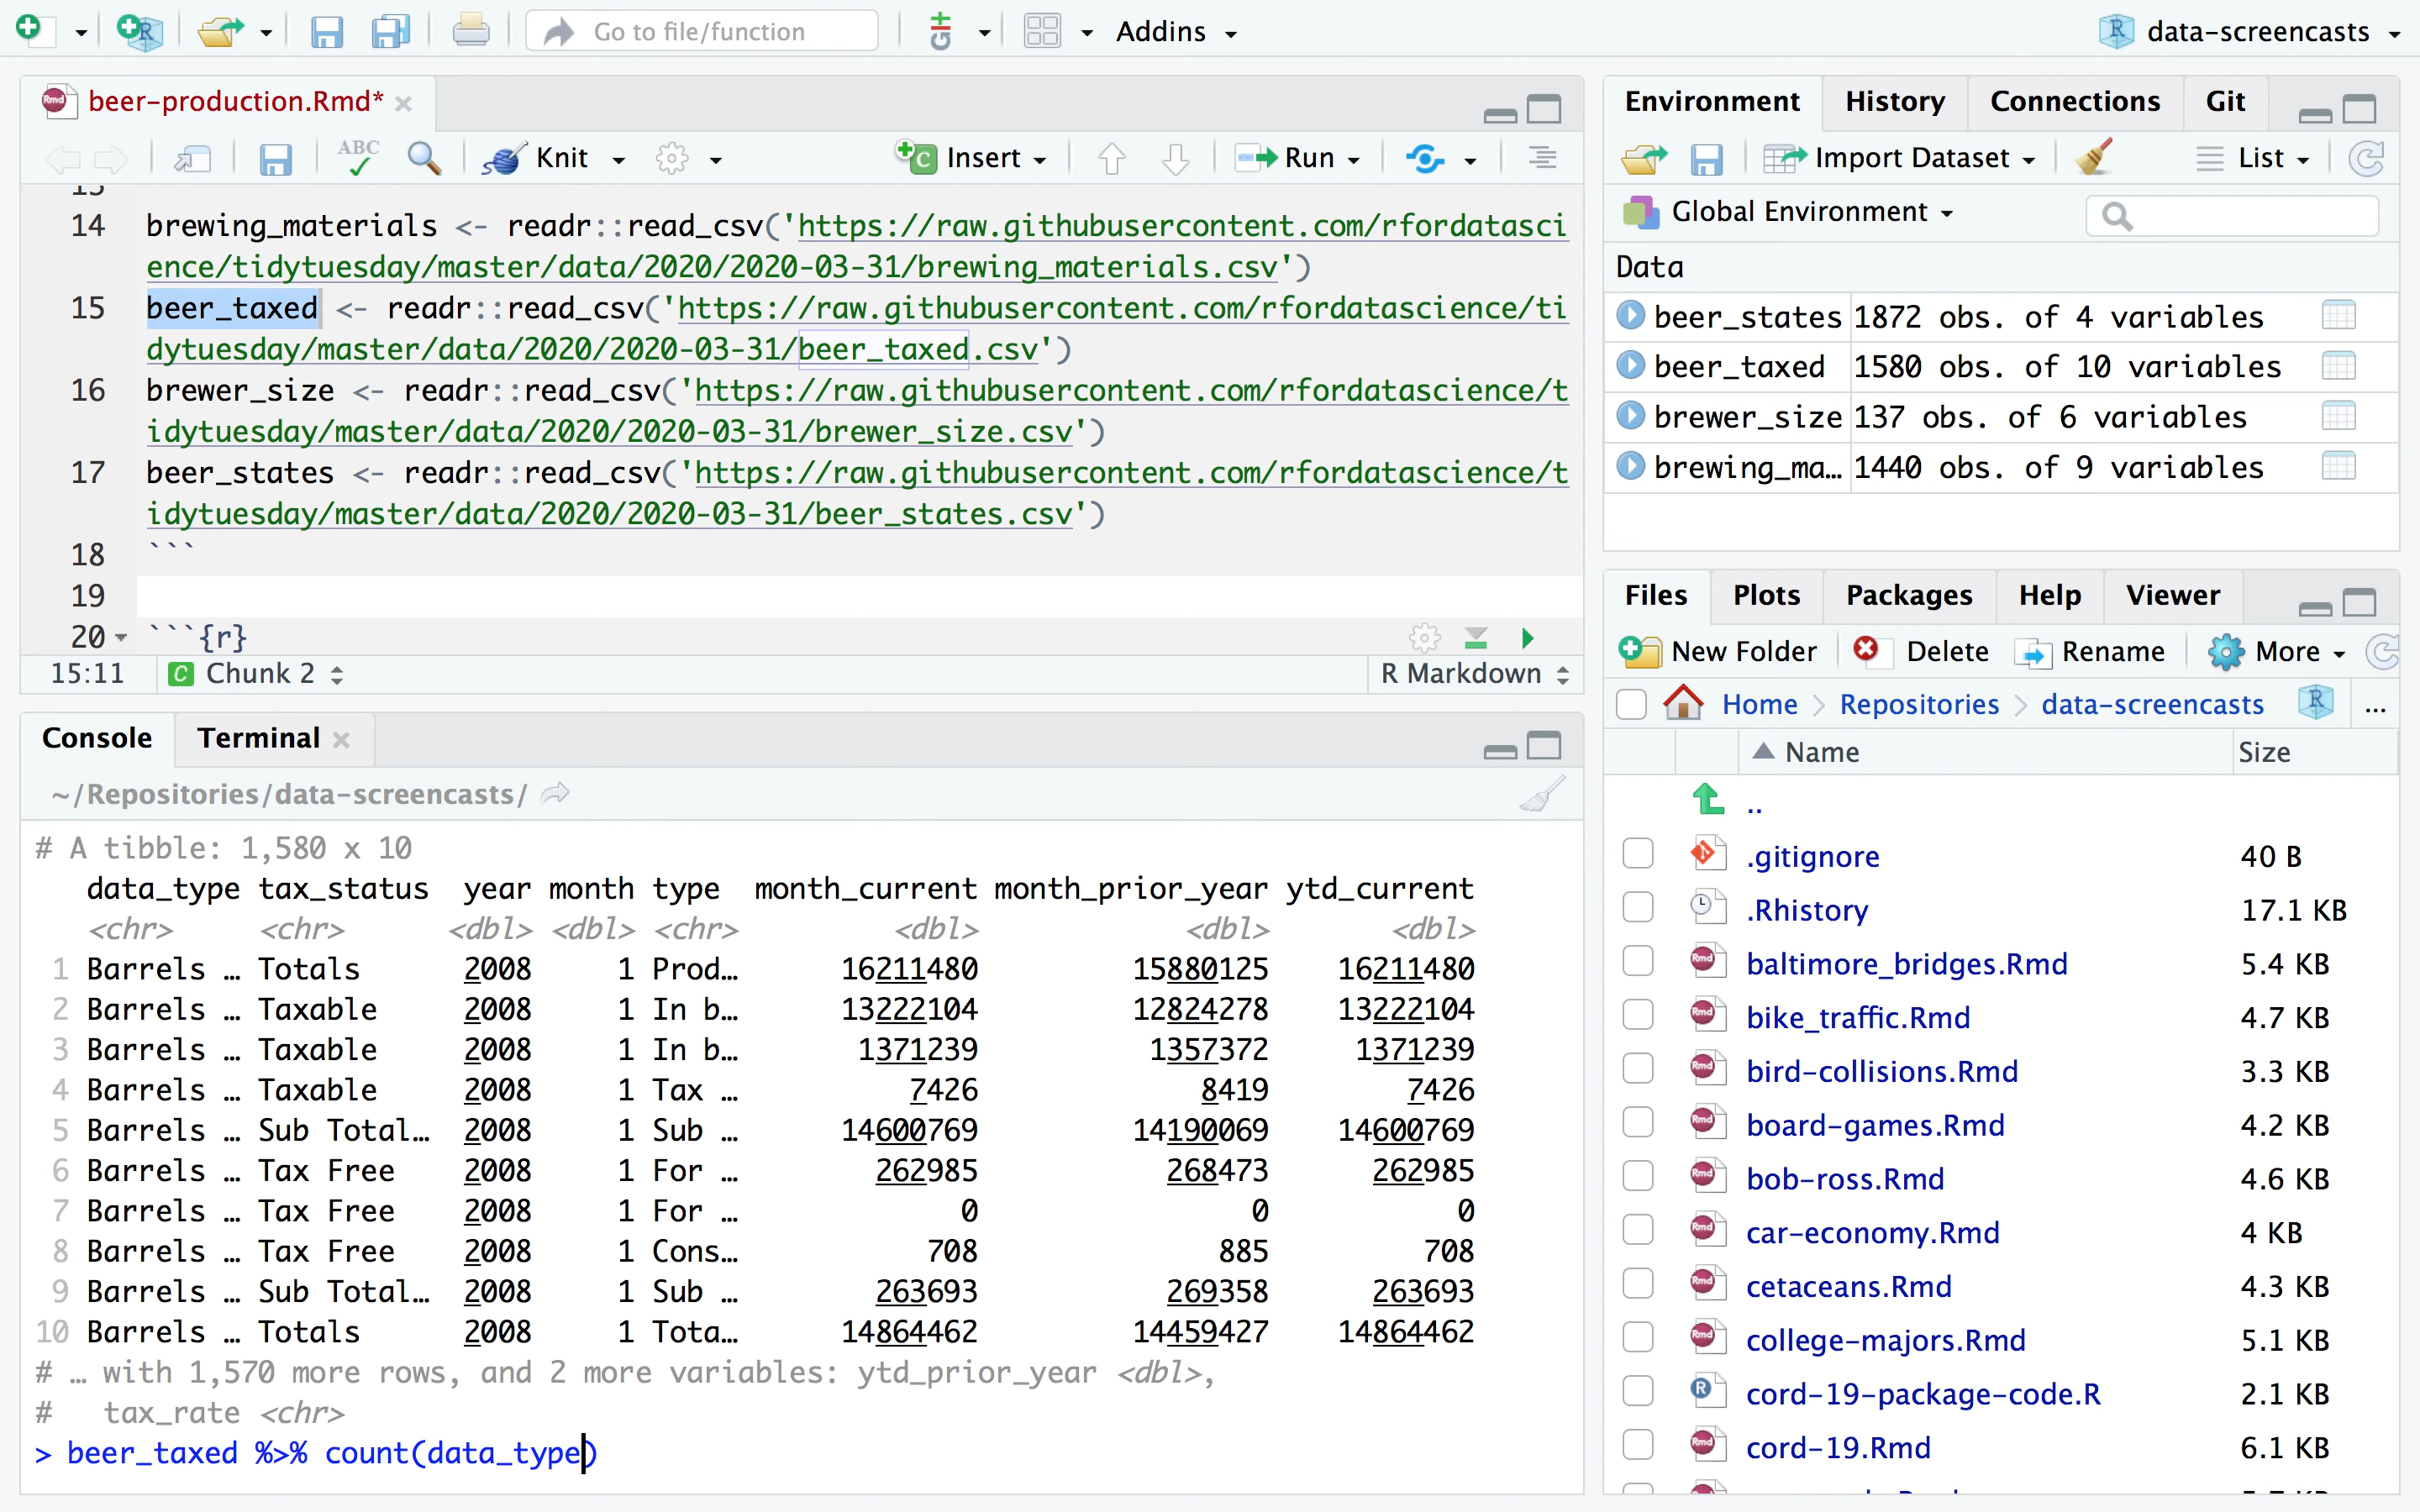 Go to file/function
Git
Addins
data-screencasts
Rmd
beer-production.Rmd*
ABC
Knit
Insert
Run
14 brewing_materials <- readr::read_csv('https://raw.githubusercontent.com/rfordatasci
ence/tidytuesday/master/data/2020/2020-03-31/brewing_materials.csv')
15 beer_taxed <- readr::read_csv('https://raw.githubusercontent.com/rfordatascience/ti
dytuesday/master/data/2020/2020-03-31/beer_taxed.csv')
16 brewer_size <- readr::read_csv('https://raw.githubusercontent.com/rfordatascience/t
idytuesday/master/data/2020/2020-03-31/brewer_size.csv')
17 beer_states <- readr::read_csv('https://raw.githubusercontent.com/rfordatascience/t
idytuesday/master/data/2020/2020-03-31/beer_states.csv')
18 ```
19
20 ```{r}
15:11 C Chunk 2 R Markdown
Console Terminal
~/Repositories/data-screencasts/
# A tibble: 1,580 x 10
data_type tax_status year month type month_current month_prior_year ytd_current
<chr> <chr> <dbl> <dbl> <chr> <dbl> <dbl> <dbl>
1 Barrels … Totals 2008 1 Prod… 16211480 15880125 16211480
2 Barrels … Taxable 2008 1 In b… 13222104 12824278 13222104
3 Barrels … Taxable 2008 1 In b… 1371239 1357372 1371239
4 Barrels … Taxable 2008 1 Tax … 7426 8419 7426
5 Barrels … Sub Total… 2008 1 Sub … 14600769 14190069 14600769
6 Barrels … Tax Free 2008 1 For … 262985 268473 262985
7 Barrels … Tax Free 2008 1 For … 0 0 0
8 Barrels … Tax Free 2008 1 Cons… 708 885 708
9 Barrels … Sub Total… 2008 1 Sub … 263693 269358 263693
10 Barrels … Totals 2008 1 Tota… 14864462 14459427 14864462
# … with 1,570 more rows, and 2 more variables: ytd_prior_year <dbl>,
# tax_rate <chr>
> beer_taxed %>% count(data_type)
Environment History Connections Git
Import Dataset List
Global Environment
Data
beer_states 1872 obs. of 4 variables
beer_taxed 1580 obs. of 10 variables
brewer_size 137 obs. of 6 variables
brewing_ma… 1440 obs. of 9 variables
Files Plots Packages Help Viewer
New Folder Delete Rename More
Home Repositories data-screencasts R ...
Name Size
..
.gitignore 40 B
.Rhistory 17.1 KB
baltimore_bridges.Rmd 5.4 KB
bike_traffic.Rmd 4.7 KB
bird-collisions.Rmd 3.3 KB
board-games.Rmd 4.2 KB
bob-ross.Rmd 4.6 KB
car-economy.Rmd 4 KB
cetaceans.Rmd 4.3 KB
college-majors.Rmd 5.1 KB
cord-19-package-code.R 2.1 KB
cord-19.Rmd 6.1 KB